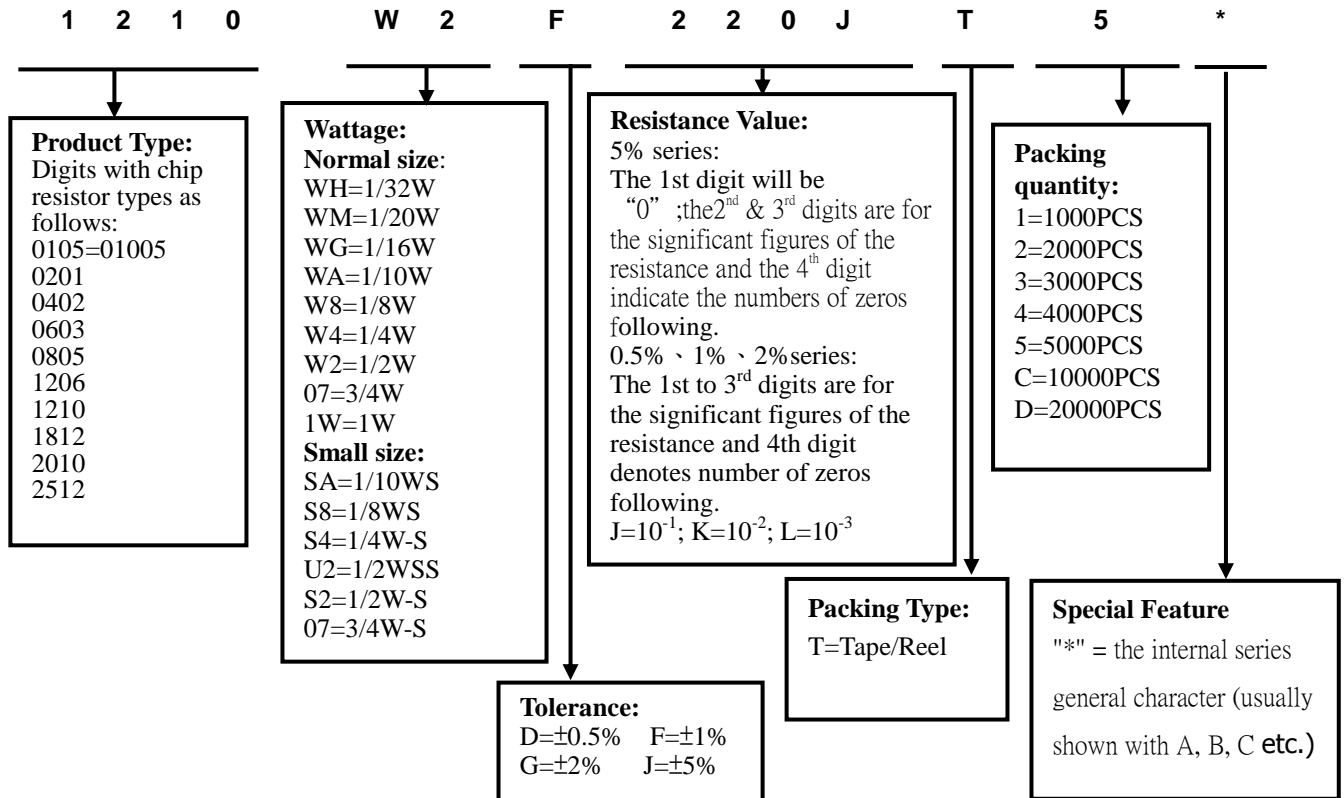 1 2 1 0 W 2 F 2 2 0 J T 5 *
Product Type:
Digits with chip
resistor types as
follows:
0105=01005
0201
0402
0603
0805
1206
1210
1812
2010
2512
Wattage:
Normal size:
WH=1/32W
WM=1/20W
WG=1/16W
WA=1/10W
W8=1/8W
W4=1/4W
W2=1/2W
07=3/4W
1W=1W
Small size:
SA=1/10WS
S8=1/8WS
S4=1/4W-S
U2=1/2WSS
S2=1/2W-S
07=3/4W-S
Tolerance:
D=±0.5% F=±1%
G=±2% J=±5%
Resistance Value:
5% series:
The 1st digit will be
“0” ;the2nd & 3rd digits are for
the significant figures of the
resistance and the 4th digit
indicate the numbers of zeros
following.
0.5%、1%、2%series:
The 1st to 3rd digits are for
the significant figures of the
resistance and 4th digit
denotes number of zeros
following.
J=10-1; K=10-2; L=10-3
Packing Type:
T=Tape/Reel
Packing
quantity:
1=1000PCS
2=2000PCS
3=3000PCS
4=4000PCS
5=5000PCS
C=10000PCS
D=20000PCS
Special Feature
"*" = the internal series
general character (usually
shown with A, B, C etc.)